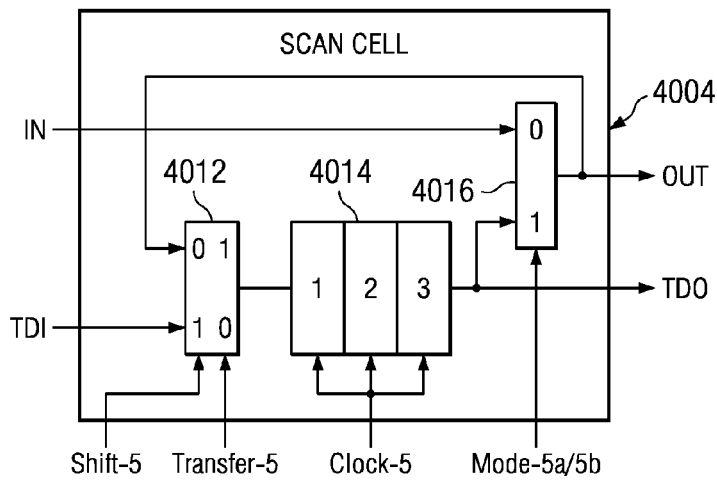 SCAN CELL
4004
IN
0
4012
4014
4016
OUT
0 1
1
1 2 3
TDO
TDI
1 0
Shift-5 Transfer-5 Clock-5 Mode-5a/5b